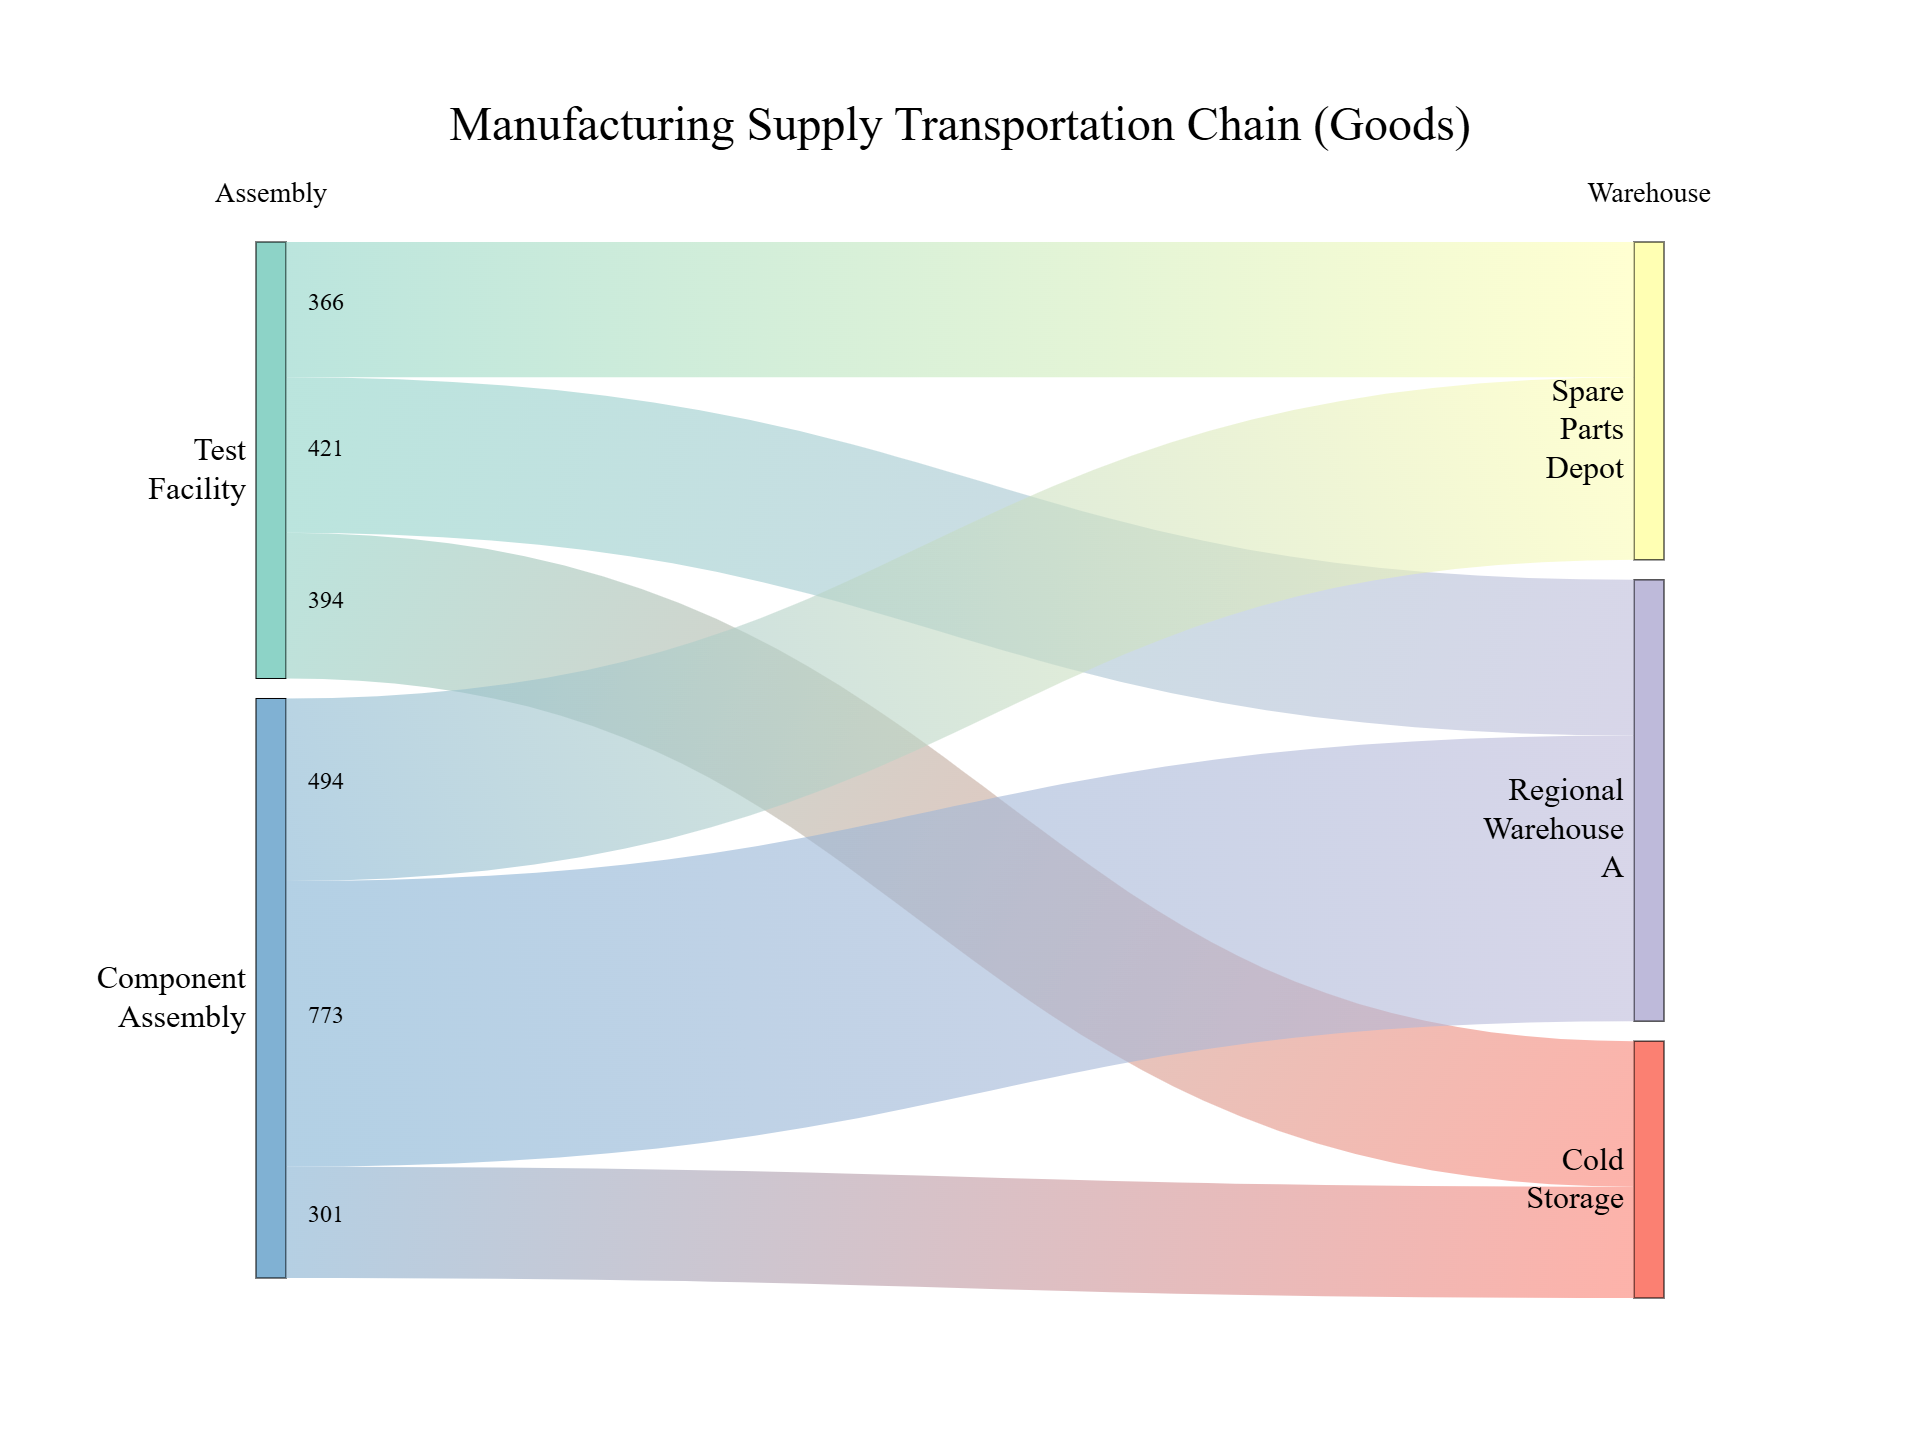 Manufacturing Supply Transportation Chain (Goods)
Assembly
Warehouse
366
421
394
Test
Facility
494
773
301
Component
Assembly
Spare
Parts
Depot
Regional
Warehouse
A
Cold
Storage